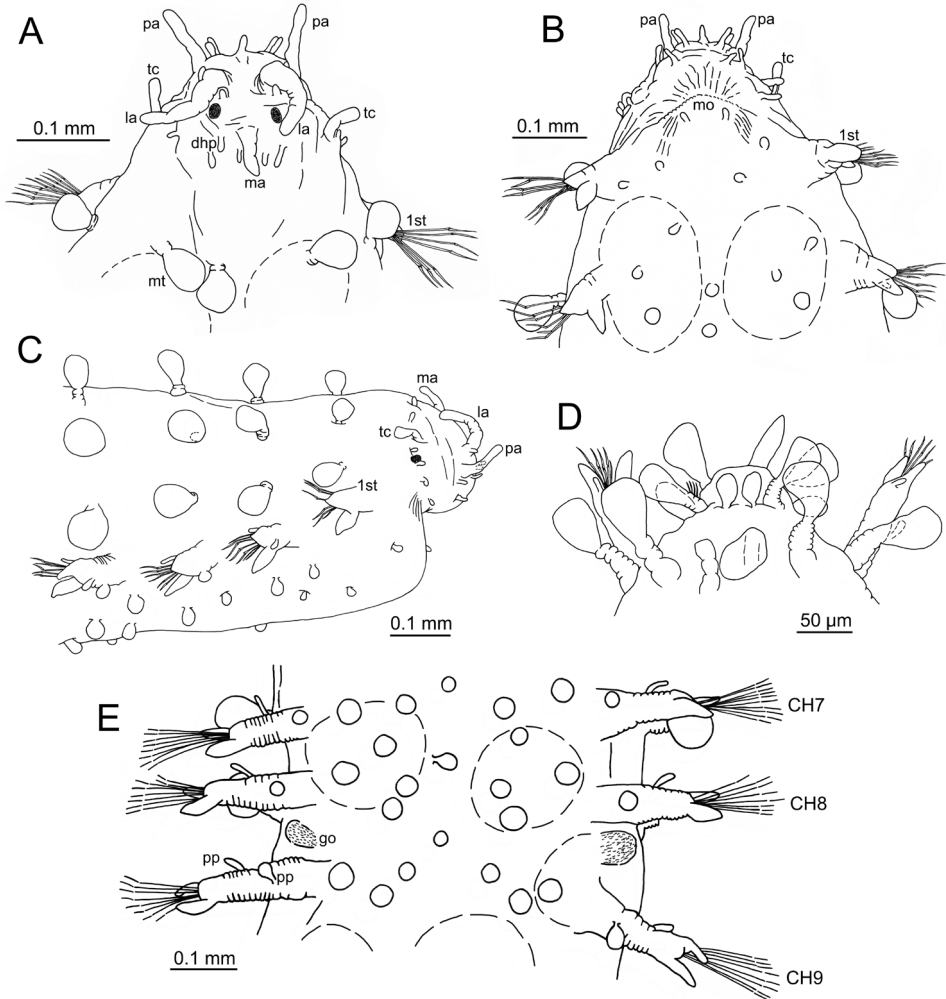 A
pa
pa
tc
la
dhp
ma
la
tc
0.1 mm
1st
mt
B
pa
pa
tc
mo
1st
0.1 mm
C
ma
la
tc
pa
1st
0.1 mm
D
50 µm
E
CH7
CH8
go
pp
pp
CH9
0.1 mm